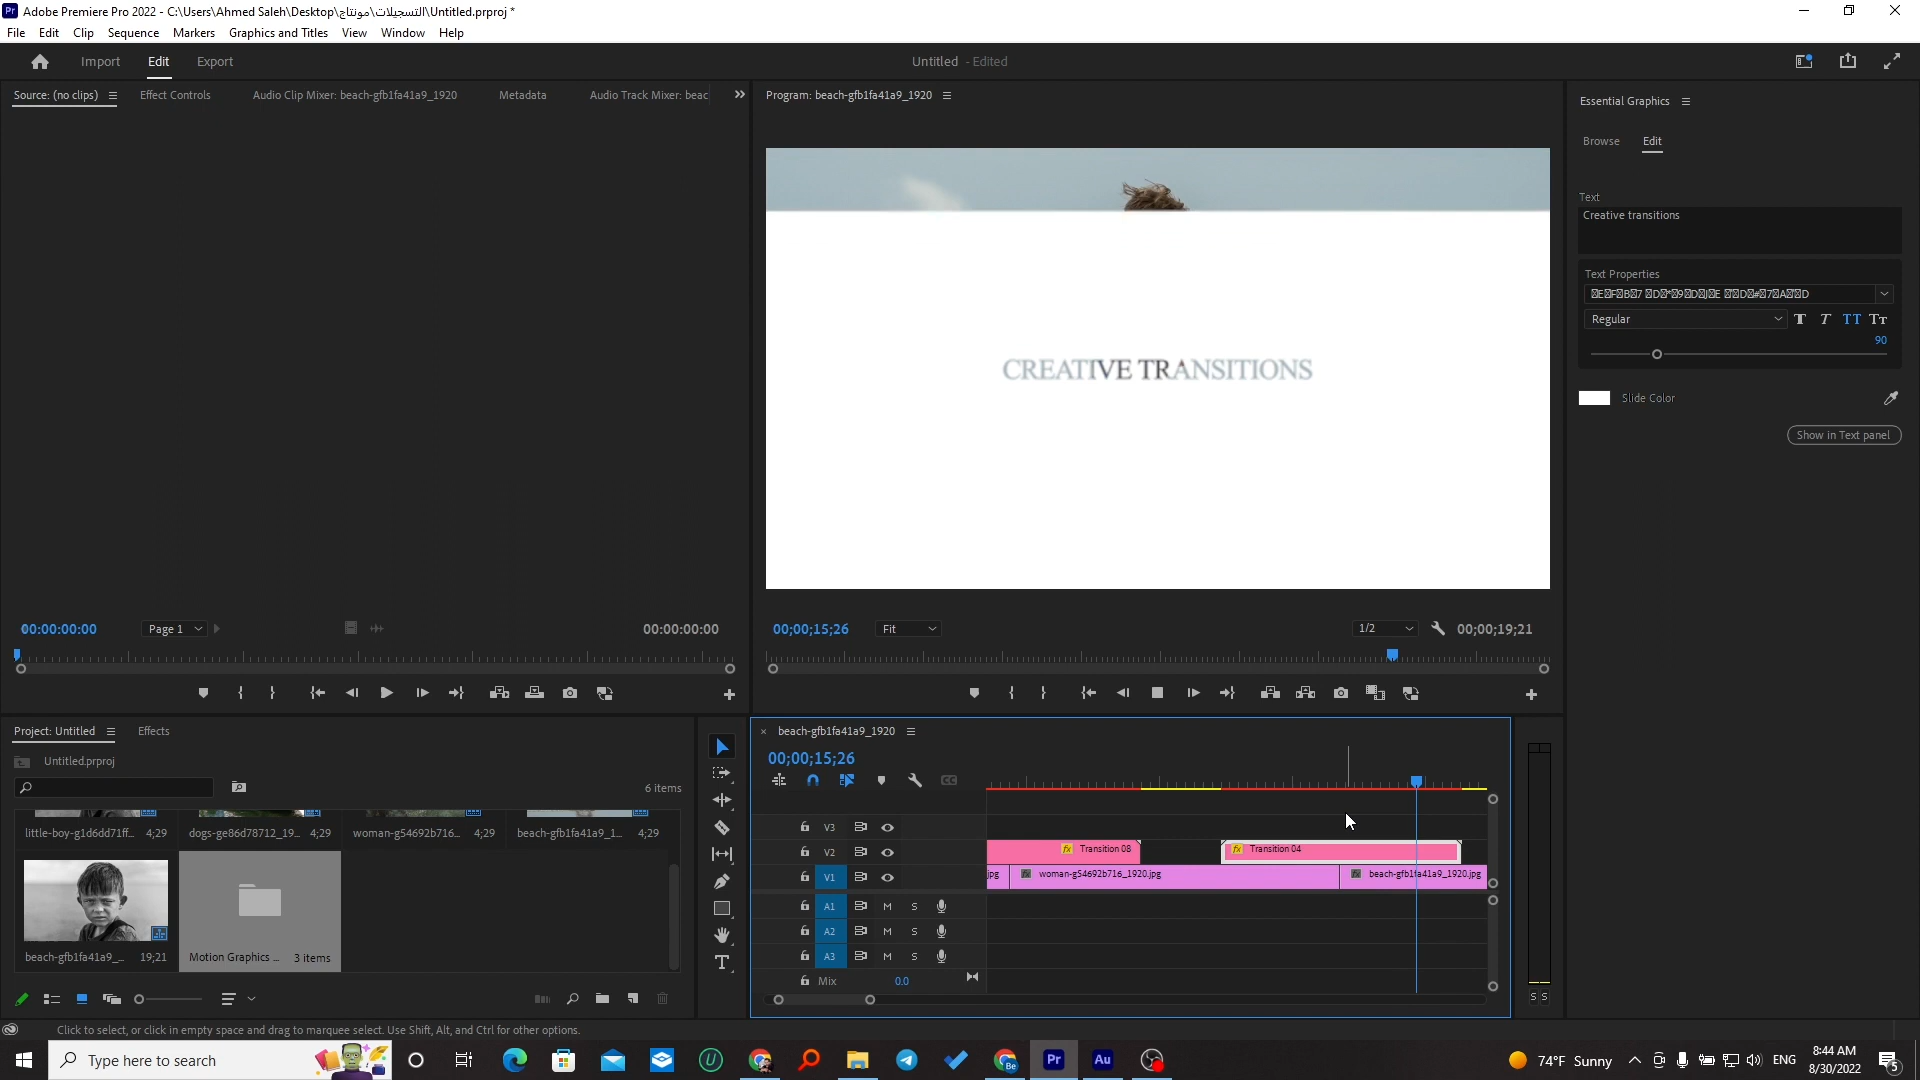 Adobe Premiere Pro 2022 - C:\Users\Ahmed Saleh\Desktop\مونتاج\التسجيلات\Untitled.prproj *
File Edit Clip Sequence Markers Graphics and Titles View Window Help
Import Edit Export Untitled - Edited
Source: (no clips) Effect Controls Audio Clip Mixer: beach-gfb1fa41a9_1920 Metadata Audio Track Mixer: beac
Program: beach-gfb1fa41a9_1920
Essential Graphics
Browse Edit
Text
Creative transitions
Text Properties
Regular
90
Slide Color
Show in Text panel
CREATIVE TRANSITIONS
00:00:00:00 Page 1 00:00:00:00
00;00;15;26 Fit 1/2 00;00;19;21
Project: Untitled Effects
Untitled.prproj
6 items
little-boy-g1d6dd71ff... 4;29 dogs-ge86d78712_19... 4;29 woman-g54692b716... 4;29 beach-gfb1fa41a9_1... 4;29
beach-gfb1fa41a9_... 19;21 Motion Graphics ... 3 items
beach-gfb1fa41a9_1920
00;00;15;26
V3
V2 Transition 08 Transition 04
V1 jpg woman-g54692b716_1920.jpg beach-gfb1fa41a9_1920.jpg
A1 M S
A2 M S
A3 M S
Mix 0.0
S S
Click to select, or click in empty space and drag to marquee select. Use Shift, Alt, and Ctrl for other options.
Type here to search
74°F Sunny ENG 8:44 AM
8/30/2022
5